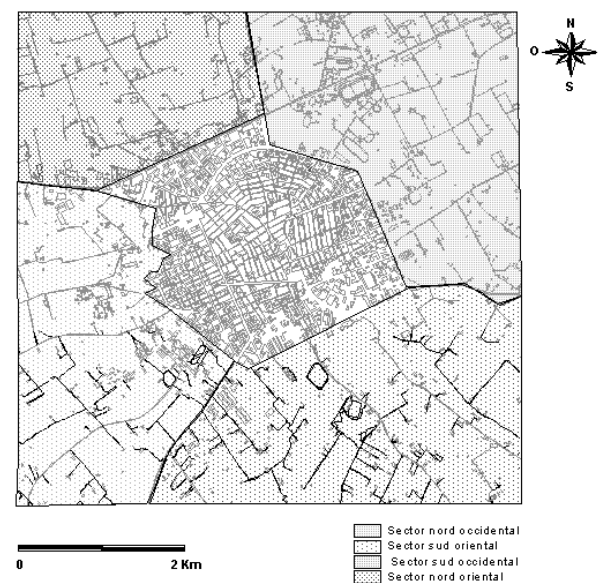 N
O
S
0 2 Km
Sector nord occidental
Sector sud oriental
Sector sud occidental
Sector nord oriental